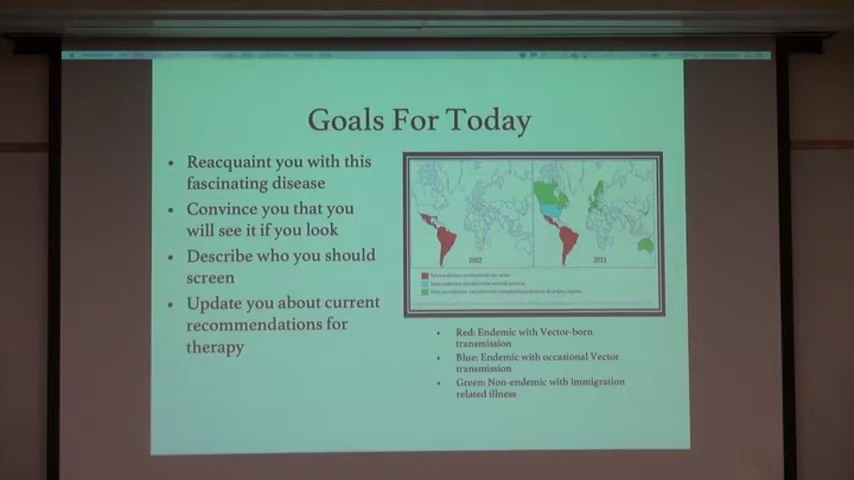 Goals For Today
• Reacquaint you with this
fascinating disease
• Convince you that you
will see it if you look
• Describe who you should
screen
• Update you about current
recommendations for
therapy
2002
2011
• Red: Endemic with Vector-born
transmission
• Blue: Endemic with occasional Vector
transmission
• Green: Non-endemic with immigration
related illness